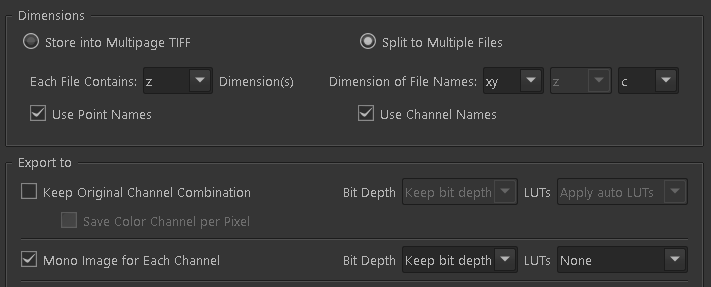 Dimensions
Store into Multipage TIFF Split to Multiple Files
Each File Contains: z Dimension(s) Dimension of File Names: xy z c
Use Point Names Use Channel Names
Export to
Keep Original Channel Combination Bit Depth Keep bit depth LUTs Apply auto LUTs
Save Color Channel per Pixel
Mono Image for Each Channel Bit Depth Keep bit depth LUTs None